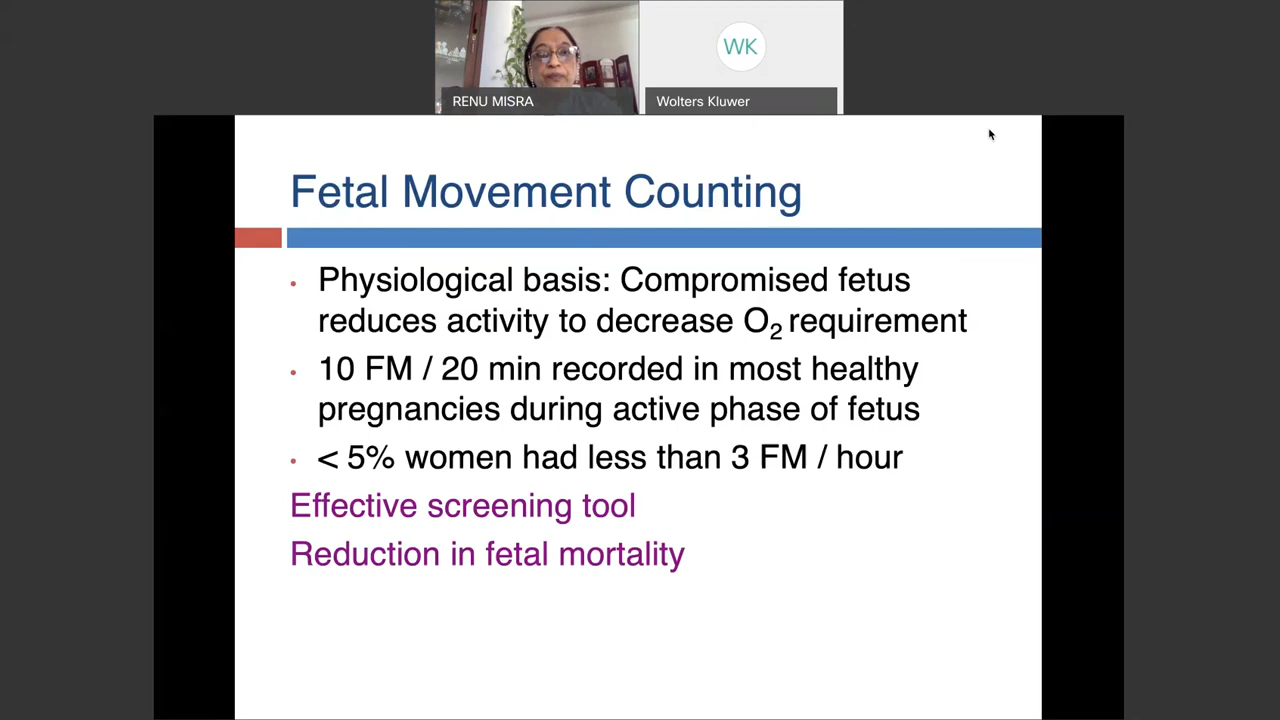 WK
RENU MISRA
Wolters Kluwer
Fetal Movement Counting
• Physiological basis: Compromised fetus
reduces activity to decrease O₂ requirement
• 10 FM / 20 min recorded in most healthy
pregnancies during active phase of fetus
• < 5% women had less than 3 FM / hour
Effective screening tool
Reduction in fetal mortality